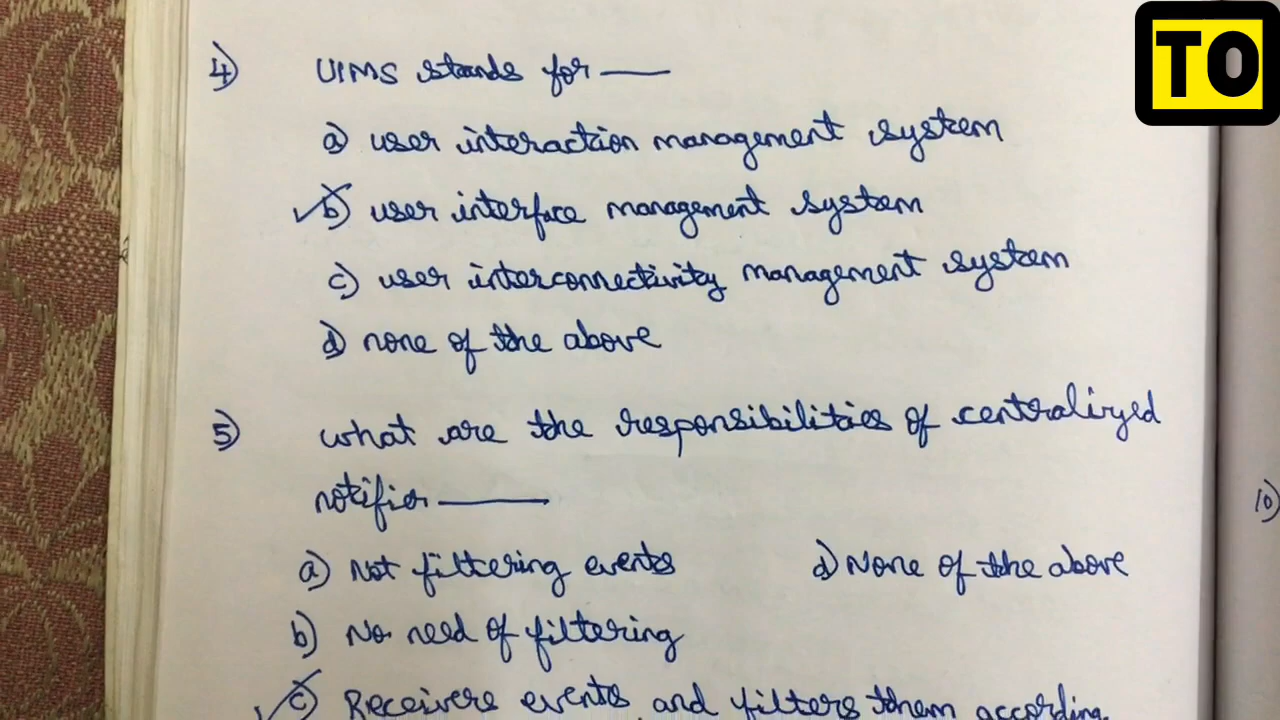 TO
4) UIMS stands for —
a) user interaction management system
b) user interface management system
c) user interconnectivity management system
d) none of the above
5) what are the responsibilities of centralized
notifier —
a) Not filtering events d) None of the above
b) No need of filtering
c) Receivers events and filters them according
10)